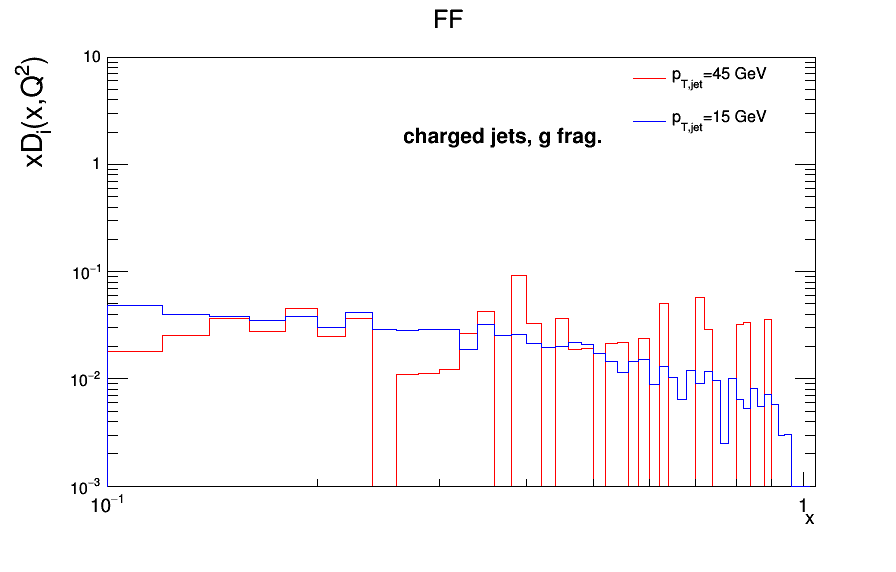 FF
xD_i(x,Q^2)
10
1
10^−1
10^−2
10^−3
p_T,jet=45 GeV
p_T,jet=15 GeV
charged jets, g frag.
10^−1
1
x